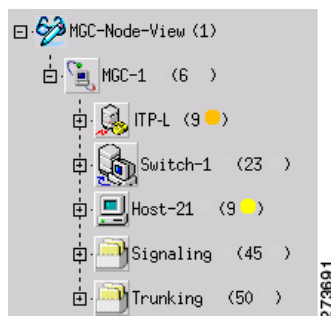 MGC-Node-View (1)
MGC-1 (6 )
ITP-L (9 )
Switch-1 (23 )
Host-21 (9 )
Signaling (45 )
Trunking (50 )
273691